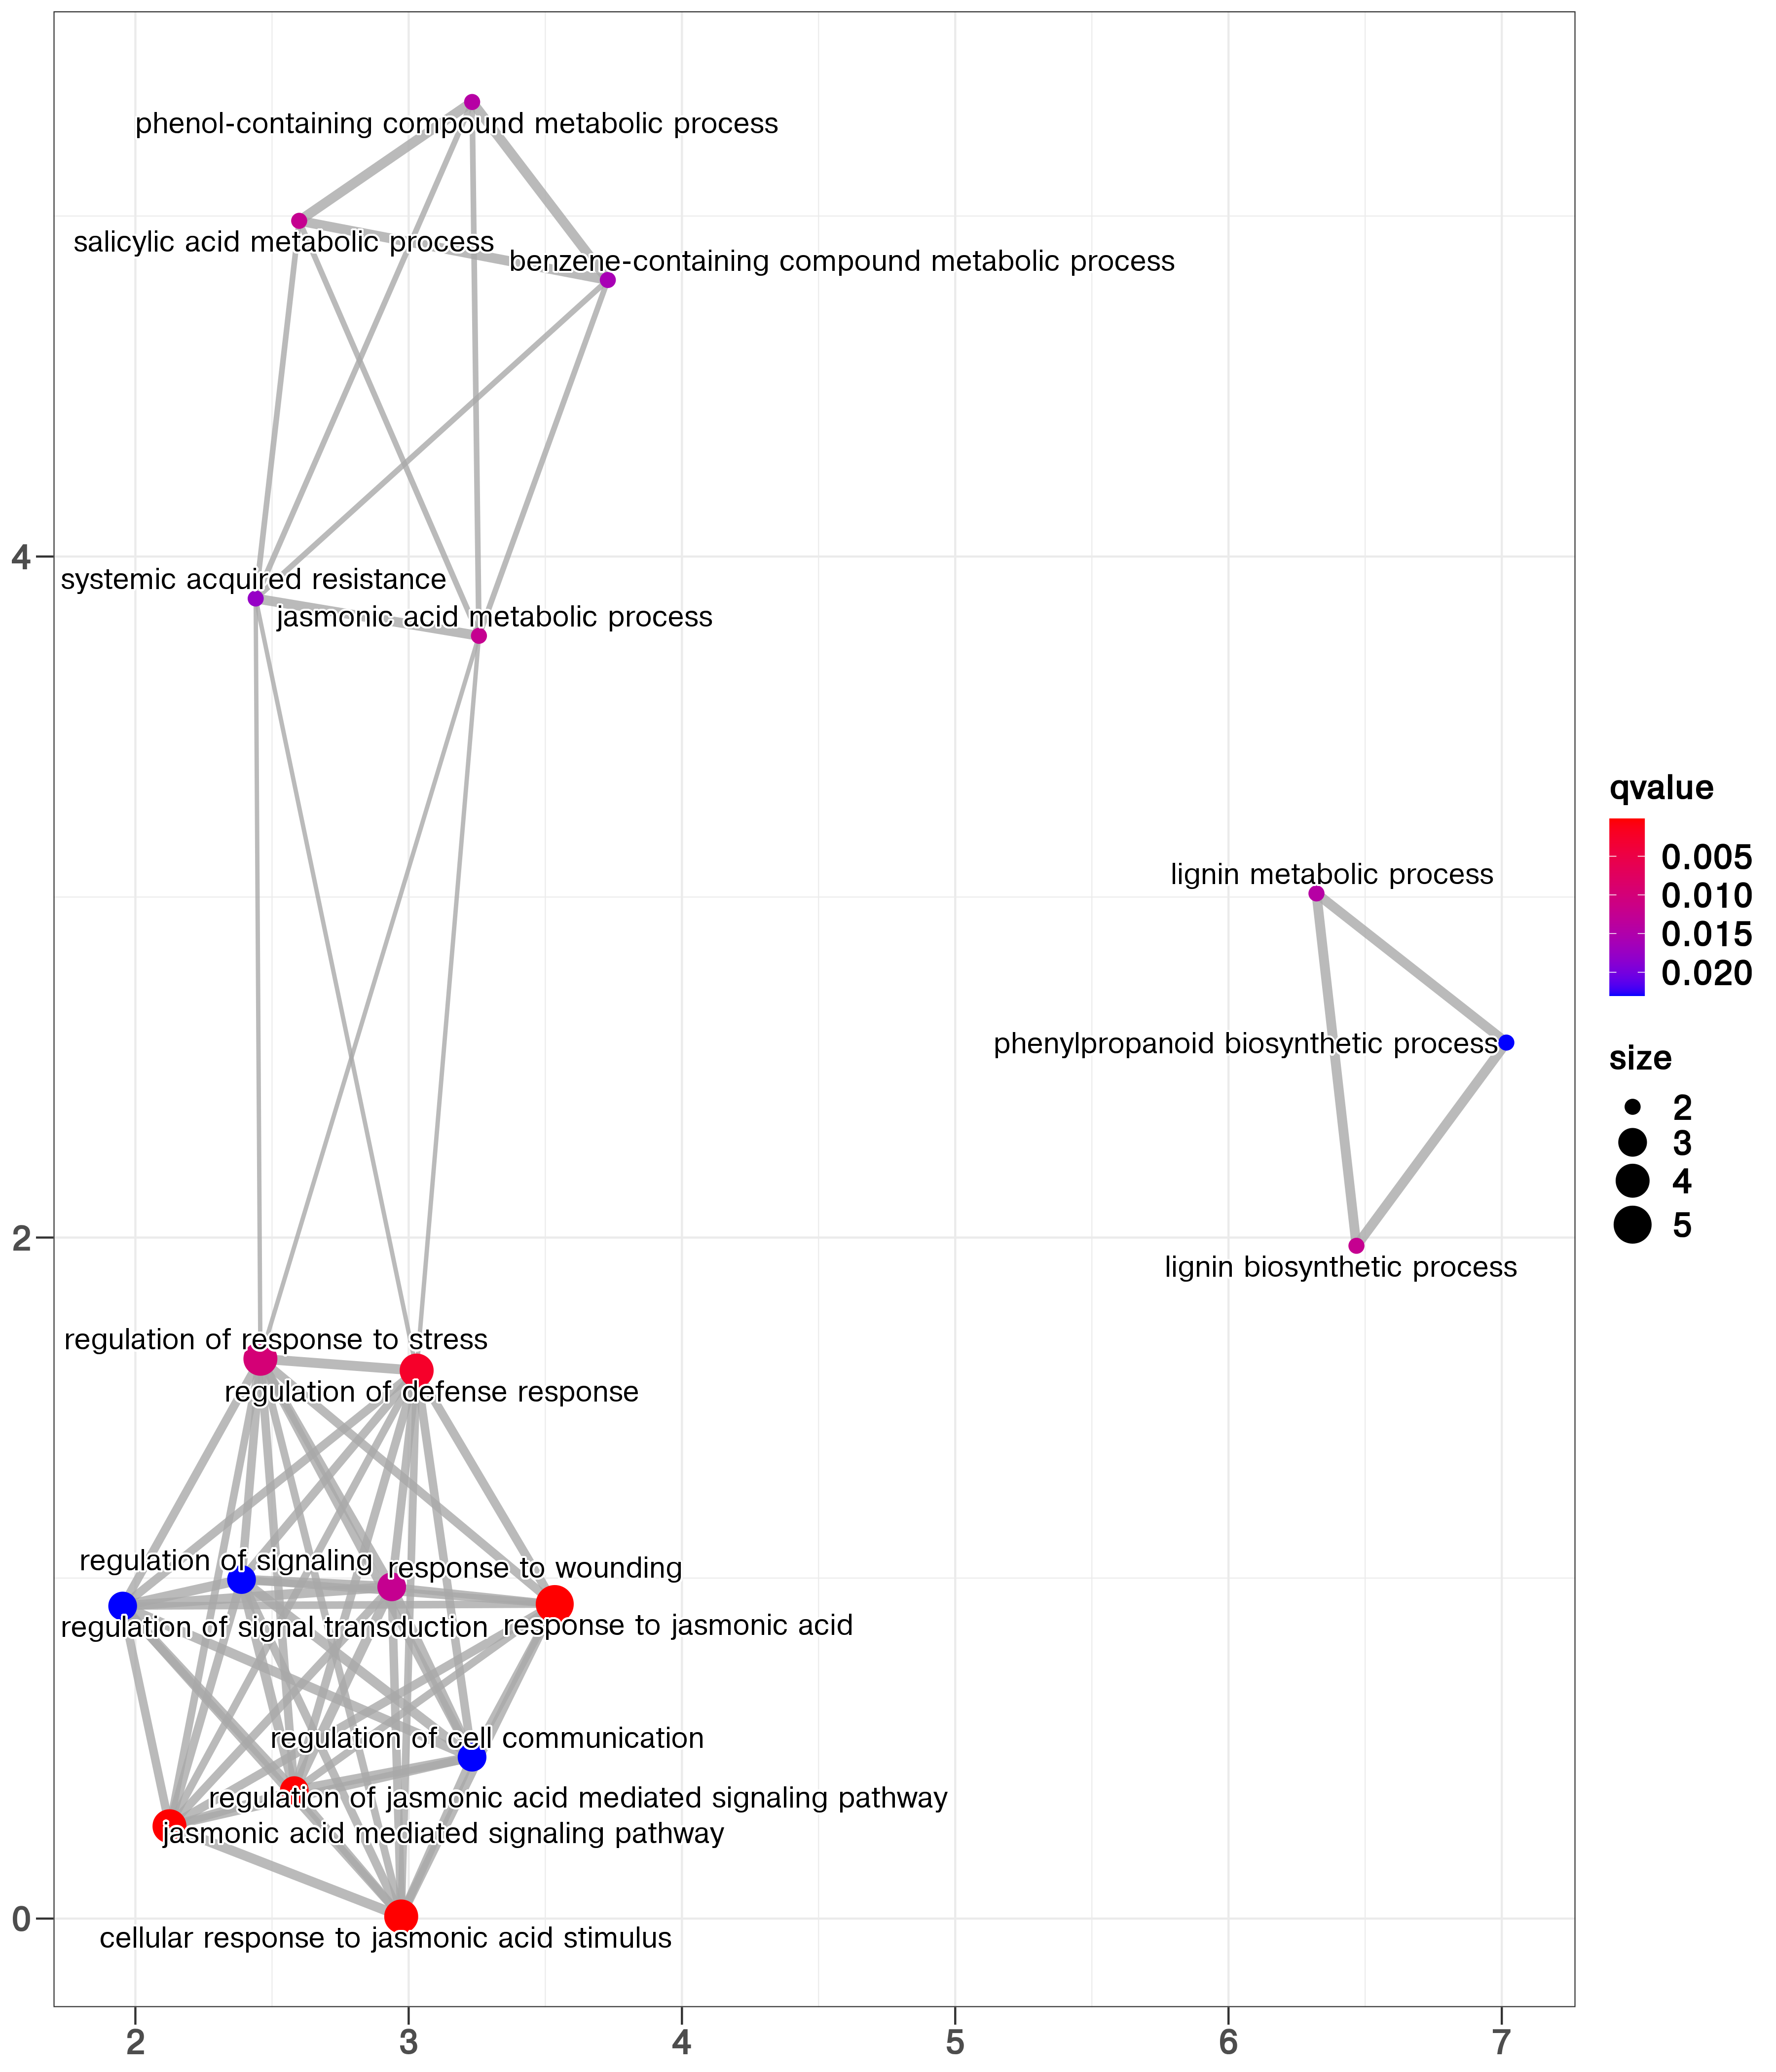 phenol-containing compound metabolic process
salicylic acid metabolic process
benzene-containing compound metabolic process
4
systemic acquired resistance
jasmonic acid metabolic process
qvalue
0.005
0.010
0.015
0.020
lignin metabolic process
phenylpropanoid biosynthetic process
size
2
3
4
5
2
lignin biosynthetic process
regulation of response to stress
regulation of defense response
regulation of signaling
response to wounding
regulation of signal transduction
response to jasmonic acid
regulation of cell communication
regulation of jasmonic acid mediated signaling pathway
jasmonic acid mediated signaling pathway
0
cellular response to jasmonic acid stimulus
2 3 4 5 6 7